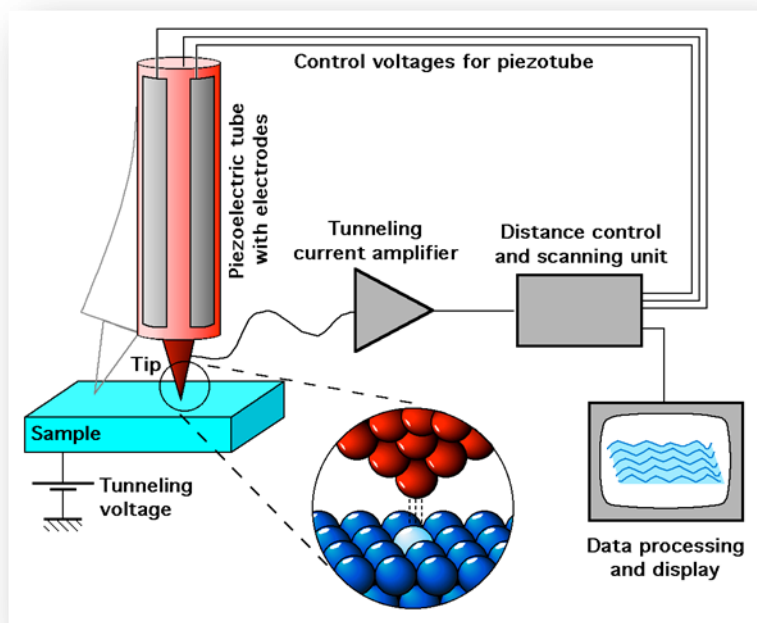 Control voltages for piezotube
Piezoelectric tube
with electrodes
Tunneling
current amplifier
Distance control
and scanning unit
Tip
Sample
Tunneling
voltage
Data processing
and display